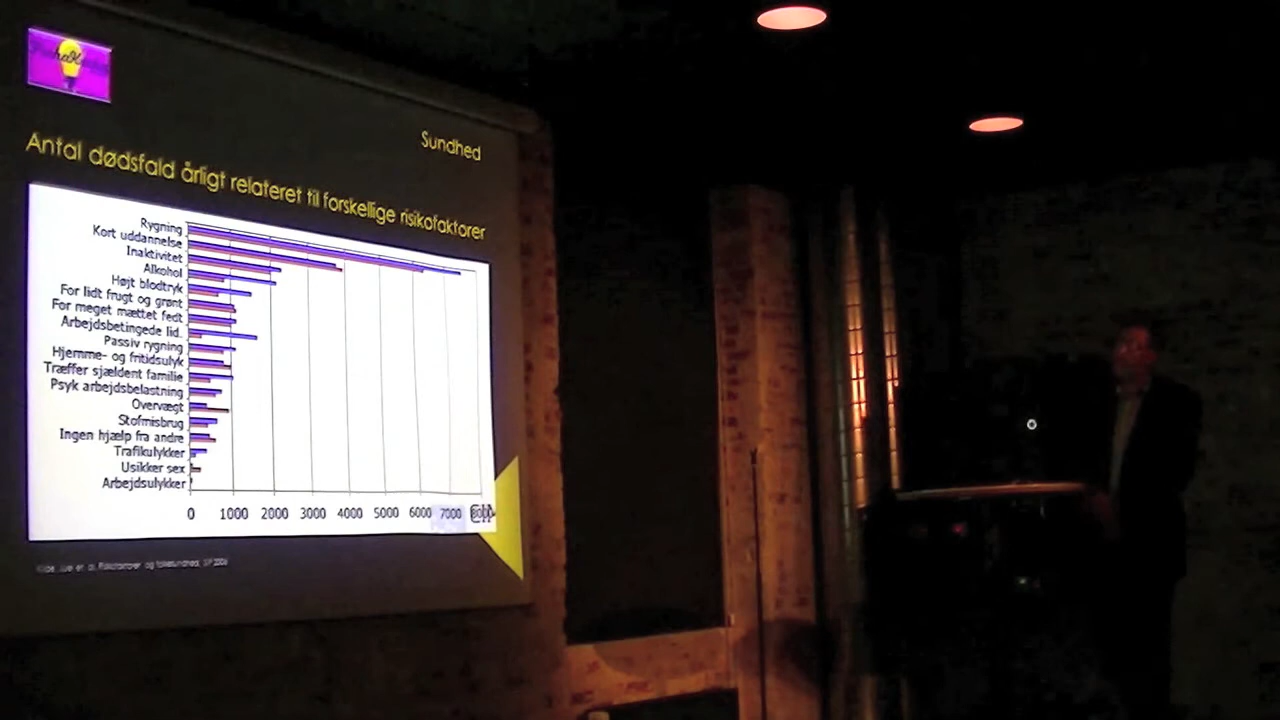 Sundhed
Antal dødsfald årligt relateret til forskellige risikofaktorer
Rygning
Kort uddannelse
Inaktivitet
Alkohol
Højt blodtryk
For lidt frugt og grønt
For meget mættet fedt
Arbejdsbetingede lid.
Passiv rygning
Hjemme- og fritidsulyk
Træffer sjældent familie
Psyk arbejdsbelastning
Overvægt
Stofmisbrug
Ingen hjælp fra andre
Trafikulykker
Usikker sex
Arbejdsulykker
0 1000 2000 3000 4000 5000 6000 7000
og folkesundhed,